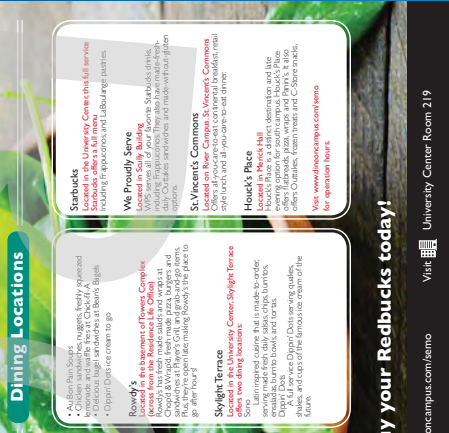 Dining Locations
• Au Bon Pain Soups
• Chicken sandwiches, nuggets, freshly squeezed
lemonade and waffle fries at Chick-fil-A
• Delicious bagel sandwiches at Einstein Bros. Bagels
• Dippin' Dots ice cream to go
Rowdy's
Located in the basement of Towers Complex
(across from the Residence Life Office)
Rowdy's has fresh made salads and wraps at
Chop'd & Wrap'd, fresh made pizza, burgers and
sandwiches at Player's Grill, and grab-and-go items.
Plus, they're open late; making Rowdy's the place to
go after hours!
Skylight Terrace
Located in the University Center, Skylight Terrace
offers two dining locations:
Sono
Latin inspired cuisine that is made-to-order,
serving made fresh daily salsas, chips, burritos,
ensaladas, burrito bowls, and tortas.
Dippin' Dots
A full service Dippin' Dots serving quakes,
shakes, and cups of the famous ice cream of the
future.
Starbucks
Located in the University Center, this full service
Starbucks offers a full menu
including Frappuccinos, and LaBoulange pastries.
We Proudly Serve
Located in Scully Building
WPS serves all of your favorite Starbucks drinks,
including Frappuccinos. They also have made-fresh-
daily Outtakes sandwiches and made-without-gluten
options.
St. Vincent's Commons
Located on River Campus. St. Vincent's Commons
Offers all-you-care-to-eat continental breakfast, retail
style lunch, and all-you-care-to-eat dinner.
Houck's Place
Located in Merick Hall
Houck's Place is a distinct destination and late
evening option for south campus. Houck's Place
offers flatbreads, pizza, wraps and Panini's. It also
offers Outtakes, frozen treats and C-Store snacks.
Visit www.dineoncampus.com/semo
for operation hours.
y your Redbucks today!
oncampus.com/semo
Visit
University Center Room 219